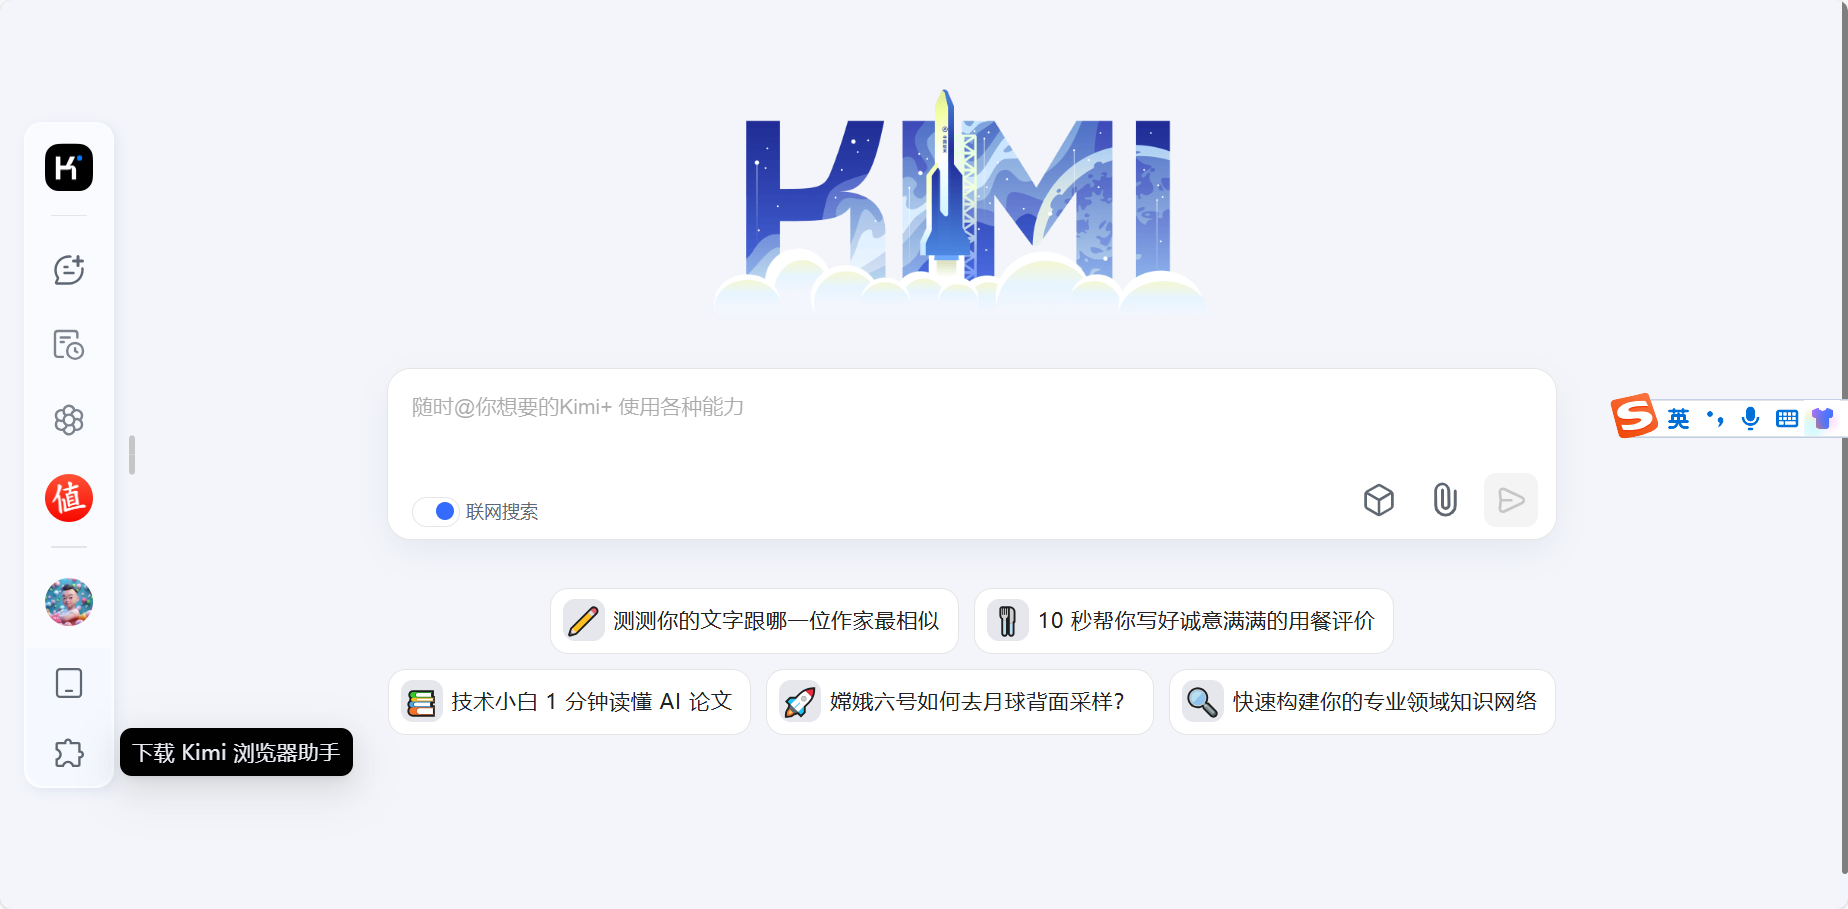 KIMI
K
值
随时@你想要的Kimi+ 使用各种能力
英
联网搜索
测测你的文字跟哪一位作家最相似
10 秒帮你写好诚意满满的用餐评价
技术小白 1 分钟读懂 AI 论文
嫦娥六号如何去月球背面采样？
快速构建你的专业领域知识网络
下载 Kimi 浏览器助手